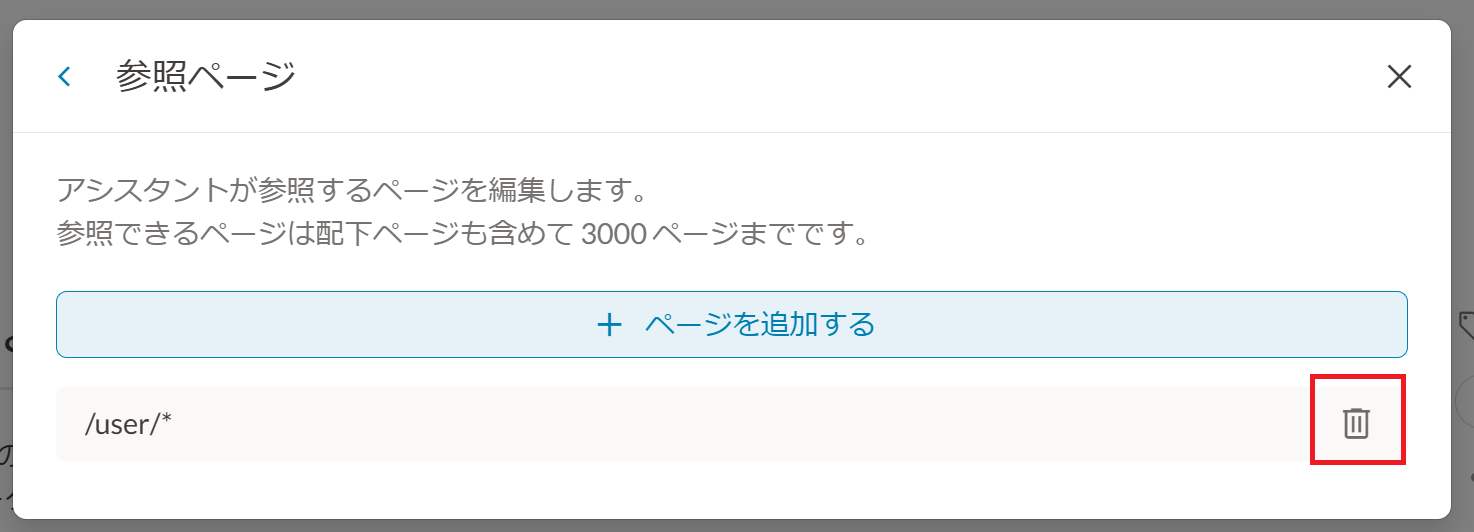 参照ページ
アシスタントが参照するページを編集します。
参照できるページは配下ページも含めて 3000 ページまでです。
＋ ページを追加する
/user/*